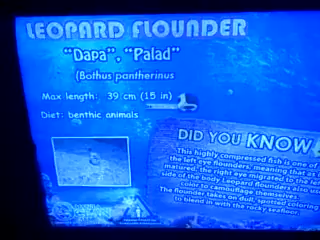 LEOPARD FLOUNDER
"Dapa", "Palad"
(Bothus pantherinus
Max length: 39 cm (15 in)
Diet: benthic animals
DID YOU KNOW
This highly compressed fish is one of
the left eye flounders, meaning that as
matured, the right eye migrated to the left
side of the body. Leopard flounders also
color to camouflage themselves.
The flounder takes on dull, spotted coloring
to blend in with the rocky seafloor.